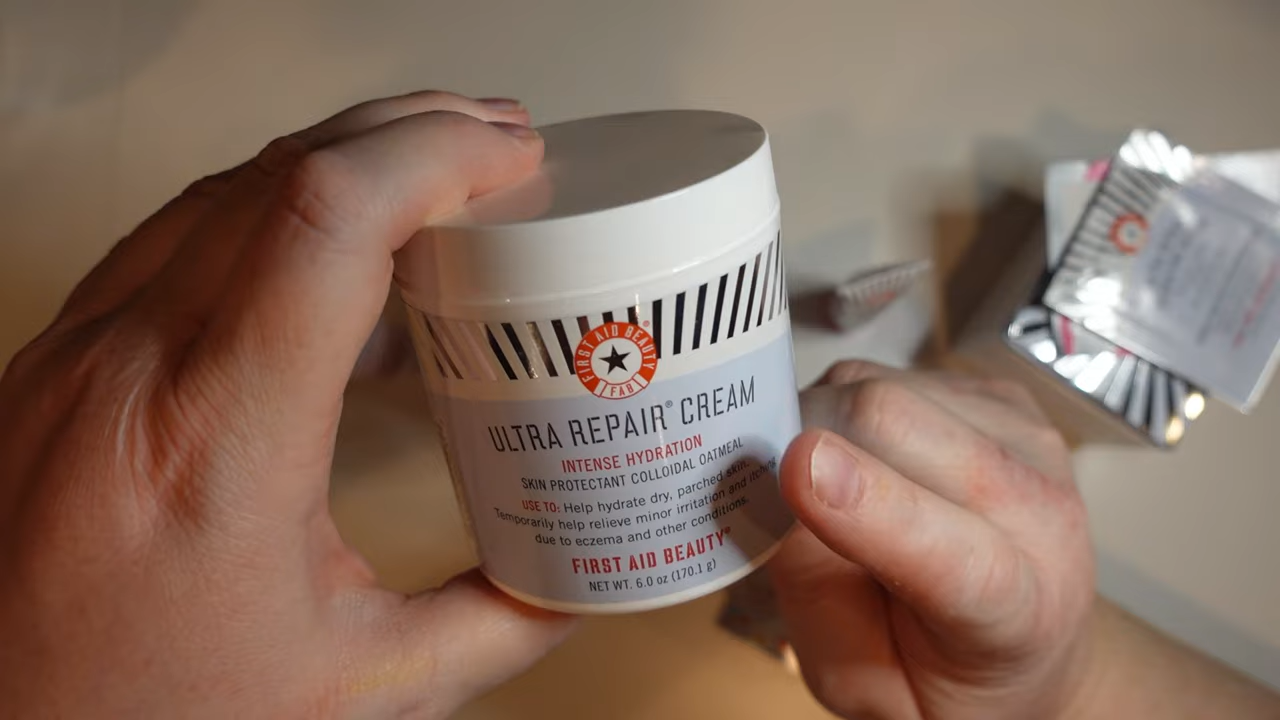 FIRST AID BEAUTY®
FAB
ULTRA REPAIR® CREAM
INTENSE HYDRATION
SKIN PROTECTANT COLLOIDAL OATMEAL
USE TO: Help hydrate dry, parched skin.
Temporarily help relieve minor irritation and itching
due to eczema and other conditions.
FIRST AID BEAUTY®
NET WT. 6.0 oz (170.1 g)